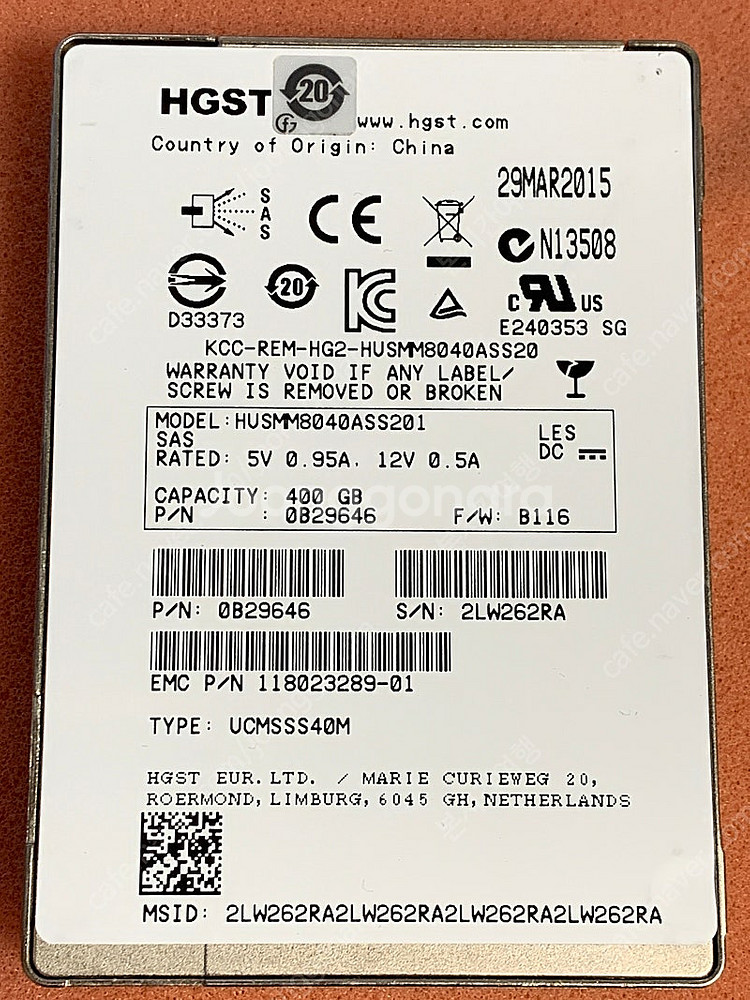 HGST
20
www.hgst.com
Country of Origin: China
29MAR2015
SAS
CE
N13508
20
D33373
c RU US
E240353 SG
KCC-REM-HG2-HUSMM8040ASS20
WARRANTY VOID IF ANY LABEL/
SCREW IS REMOVED OR BROKEN
MODEL:HUSMM8040ASS201
SAS
LES
RATED: 5V 0.95A, 12V 0.5A
DC
CAPACITY: 400 GB
P/N : 0B29646 F/W: B116
P/N: 0B29646 S/N: 2LW262RA
EMC P/N 118023289-01
TYPE: UCMSSS40M
HGST EUR.LTD. / MARIE CURIEWEG 20,
ROERMOND, LIMBURG, 6045 GH, NETHERLANDS
MSID: 2LW262RA2LW262RA2LW262RA2LW262RA